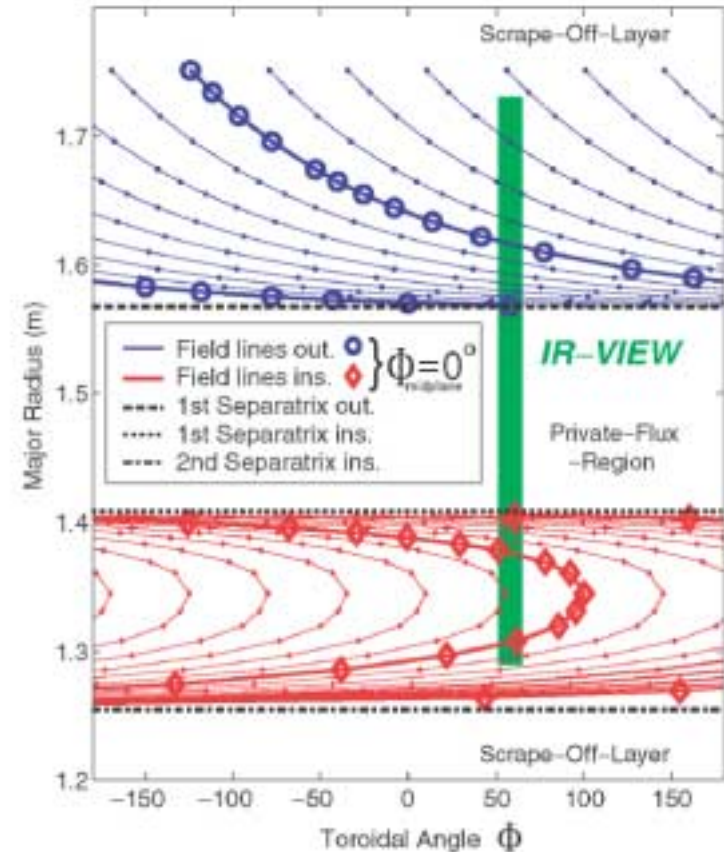 Scrape-Off-Layer
1.7
1.6
1.5
1.4
1.3
1.2
Major Radius (m)
Field lines out.
Field lines ins.
Φ=0°
midplane
1st Separatrix out.
1st Separatrix ins.
2nd Separatrix ins.
IR-VIEW
Private-Flux
-Region
Scrape-Off-Layer
-150 -100 -50 0 50 100 150
Toroidal Angle Φ